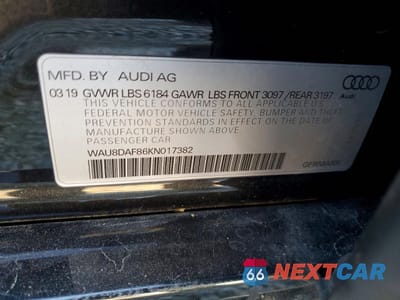 MFD. BY AUDI AG
03 19 GVWR LBS 6184 GAWR LBS FRONT 3097 / REAR 3197
THIS VEHICLE CONFORMS TO ALL APPLICABLE
FEDERAL MOTOR VEHICLE SAFETY, BUMPER AND THEFT
PREVENTION STANDARDS IN EFFECT ON THE
DATE OF MANUFACTURE SHOWN ABOVE
PASSENGER CAR
WAU8DAF86KN017382
GERMANY
66 NEXTCAR